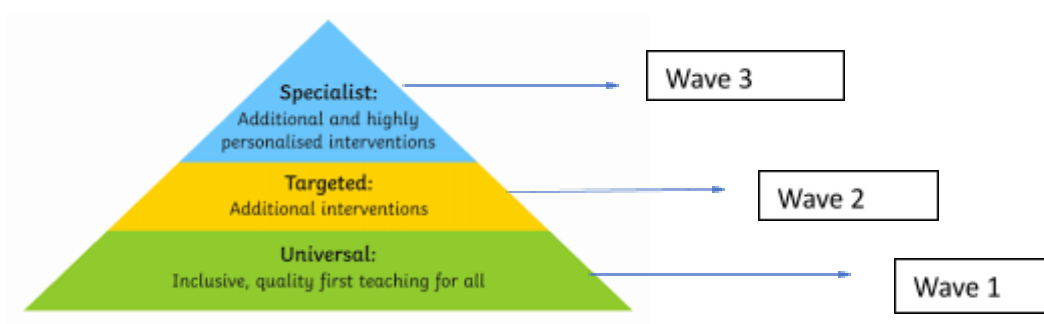 Specialist:
Additional and highly
personalised interventions
Wave 3
Targeted:
Additional interventions
Wave 2
Universal:
Inclusive, quality first teaching for all
Wave 1